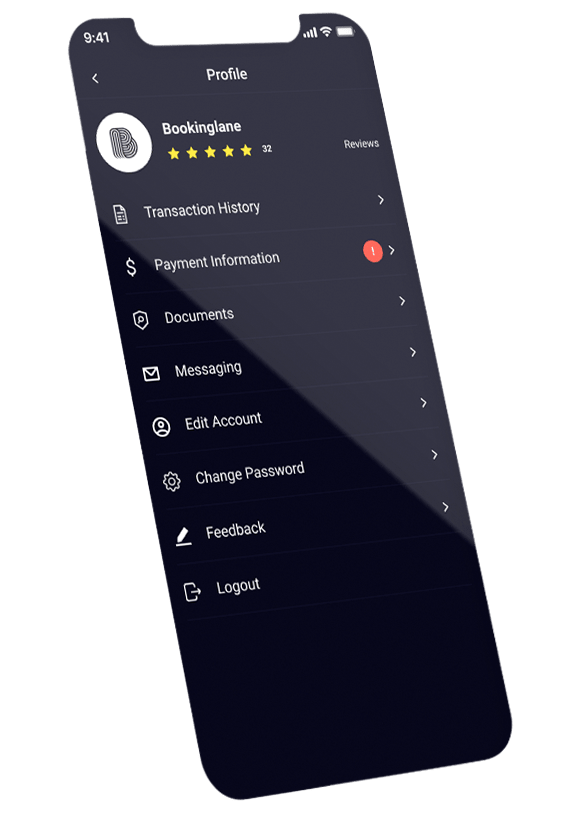 9:41
Profile
Bookinglane
32
Reviews
Transaction History
Payment Information
!
Documents
Messaging
Edit Account
Change Password
Feedback
Logout